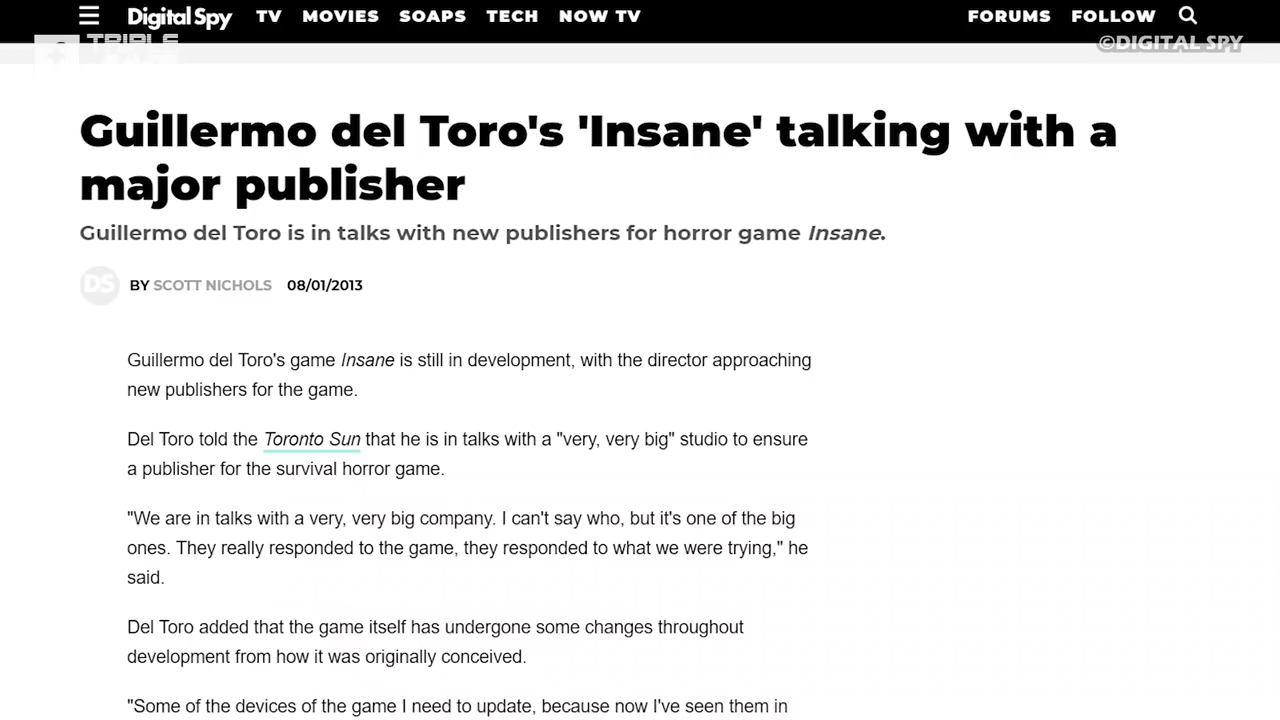 Digital Spy TV MOVIES SOAPS TECH NOW TV FORUMS FOLLOW
TRIPLE
©DIGITAL SPY
Guillermo del Toro's 'Insane' talking with a
major publisher
Guillermo del Toro is in talks with new publishers for horror game Insane.
DS BY SCOTT NICHOLS 08/01/2013
Guillermo del Toro's game Insane is still in development, with the director approaching
new publishers for the game.
Del Toro told the Toronto Sun that he is in talks with a "very, very big" studio to ensure
a publisher for the survival horror game.
"We are in talks with a very, very big company. I can't say who, but it's one of the big
ones. They really responded to the game, they responded to what we were trying," he
said.
Del Toro added that the game itself has undergone some changes throughout
development from how it was originally conceived.
"Some of the devices of the game I need to update, because now I've seen them in